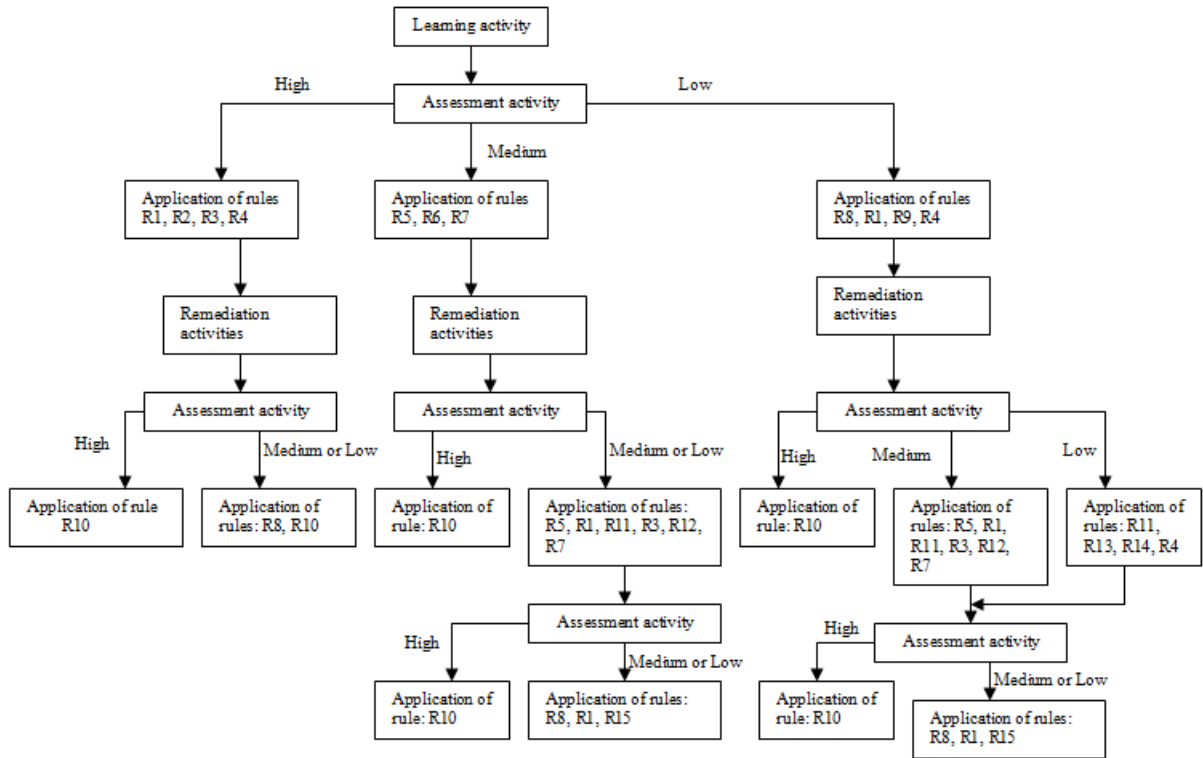 Learning activity
High
Low
Assessment activity
Medium
Application of rules
R1, R2, R3, R4
Application of rules
R5, R6, R7
Application of rules
R8, R1, R9, R4
Remediation
activities
Remediation
activities
Remediation
activities
Assessment activity
Assessment activity
Assessment activity
High
Medium or Low
High
Medium or Low
High
Medium
Low
Application of rule
R10
Application of
rules: R8, R10
Application of
rule: R10
Application of rules:
R5, R1, R11, R3, R12,
R7
Application of
rule: R10
Application of
rules: R5, R1,
R11, R3, R12,
R7
Application of
rules: R11,
R13, R14, R4
Assessment activity
Assessment activity
High
Medium or Low
High
Medium or Low
Application of
rule: R10
Application of rules:
R8, R1, R15
Application of
rule: R10
Application of rules:
R8, R1, R15